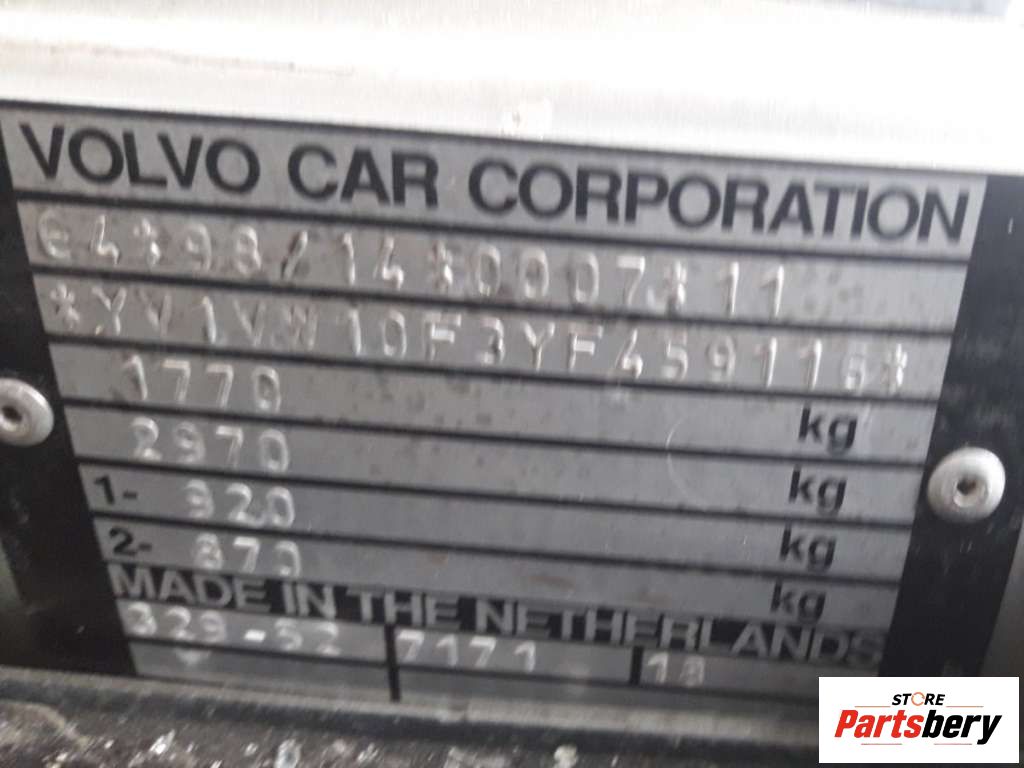 VOLVO CAR CORPORATION
e4*98/14*0007*11
*YV1VW10F3YF459116*
1770 kg
2970 kg
1- 920 kg
2- 870 kg
MADE IN THE NETHERLANDS
329-52 7171 18
STORE
Partsbery